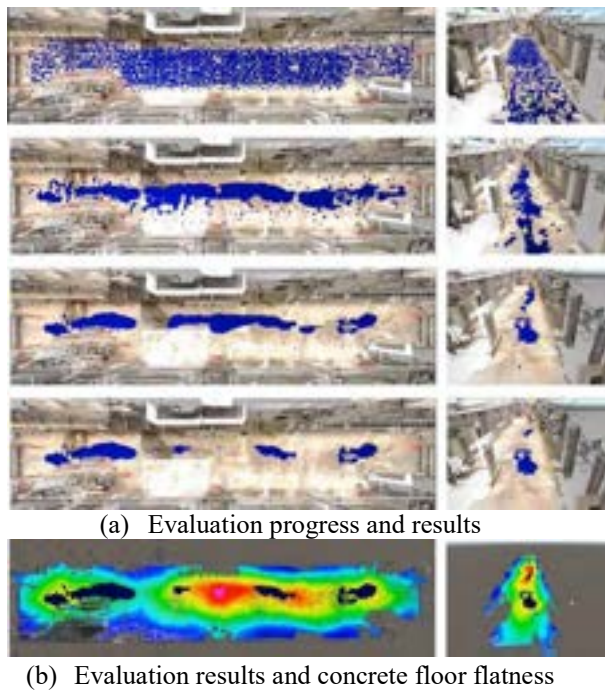 (a) Evaluation progress and results
(b) Evaluation results and concrete floor flatness